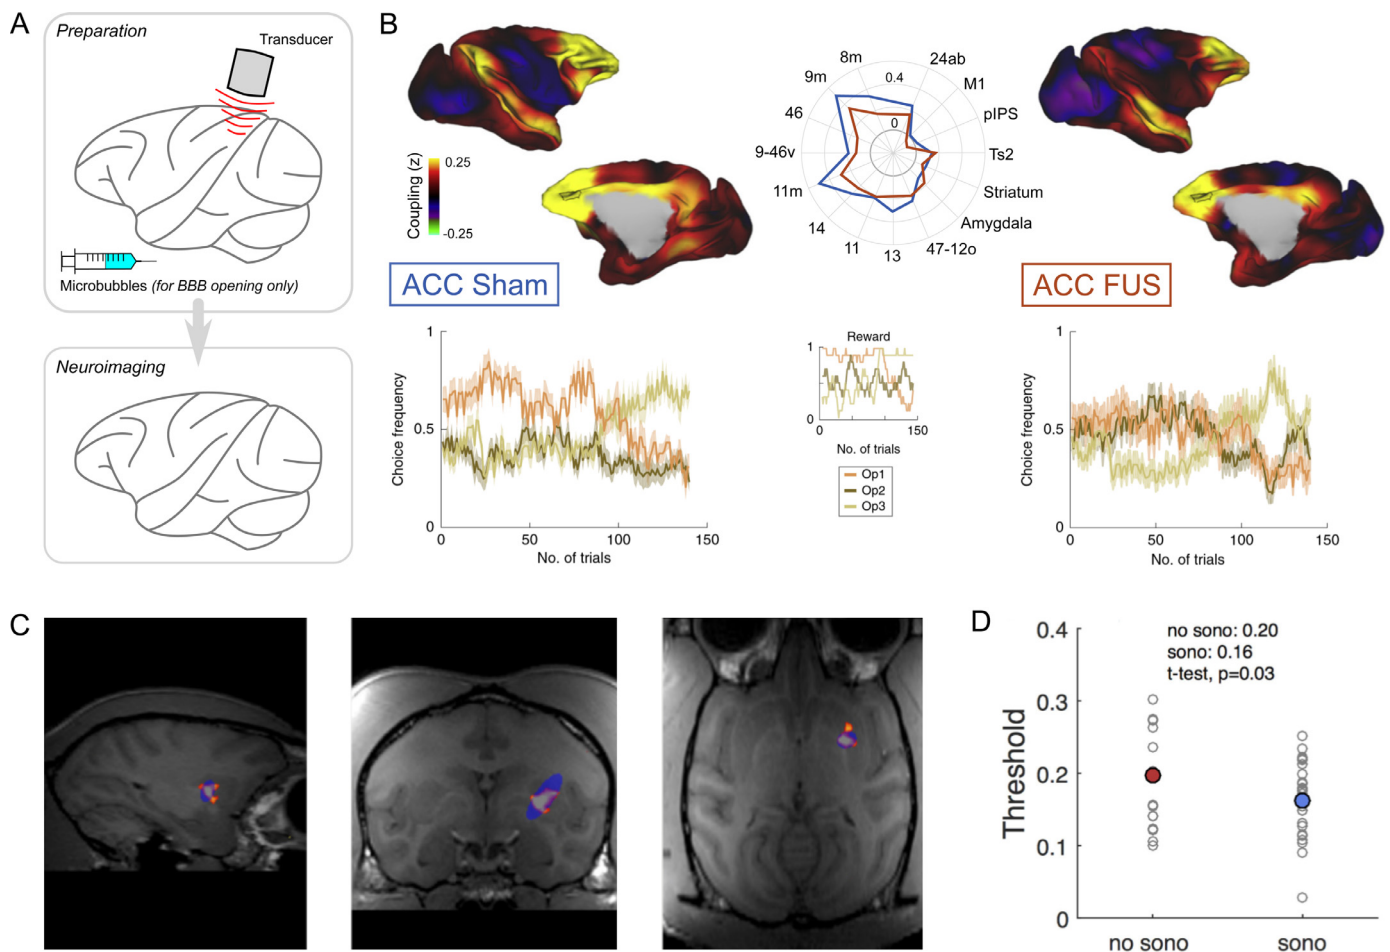 A
Preparation
Transducer
Microbubbles (for BBB opening only)
Neuroimaging
B
Coupling (z)
0.25
-0.25
8m
24ab
9m
0.4
M1
46
pIPS
0
9-46v
Ts2
11m
Striatum
14
Amygdala
11
47-12o
13
ACC Sham
ACC FUS
1
Choice frequency
0.5
0
0
50
100
150
No. of trials
Reward
1
0
0
150
No. of trials
Op1
Op2
Op3
1
Choice frequency
0.5
0
0
50
100
150
No. of trials
C
D
no sono: 0.20
sono: 0.16
t-test, p=0.03
Threshold
0.4
0.3
0.2
0.1
0
no sono
sono